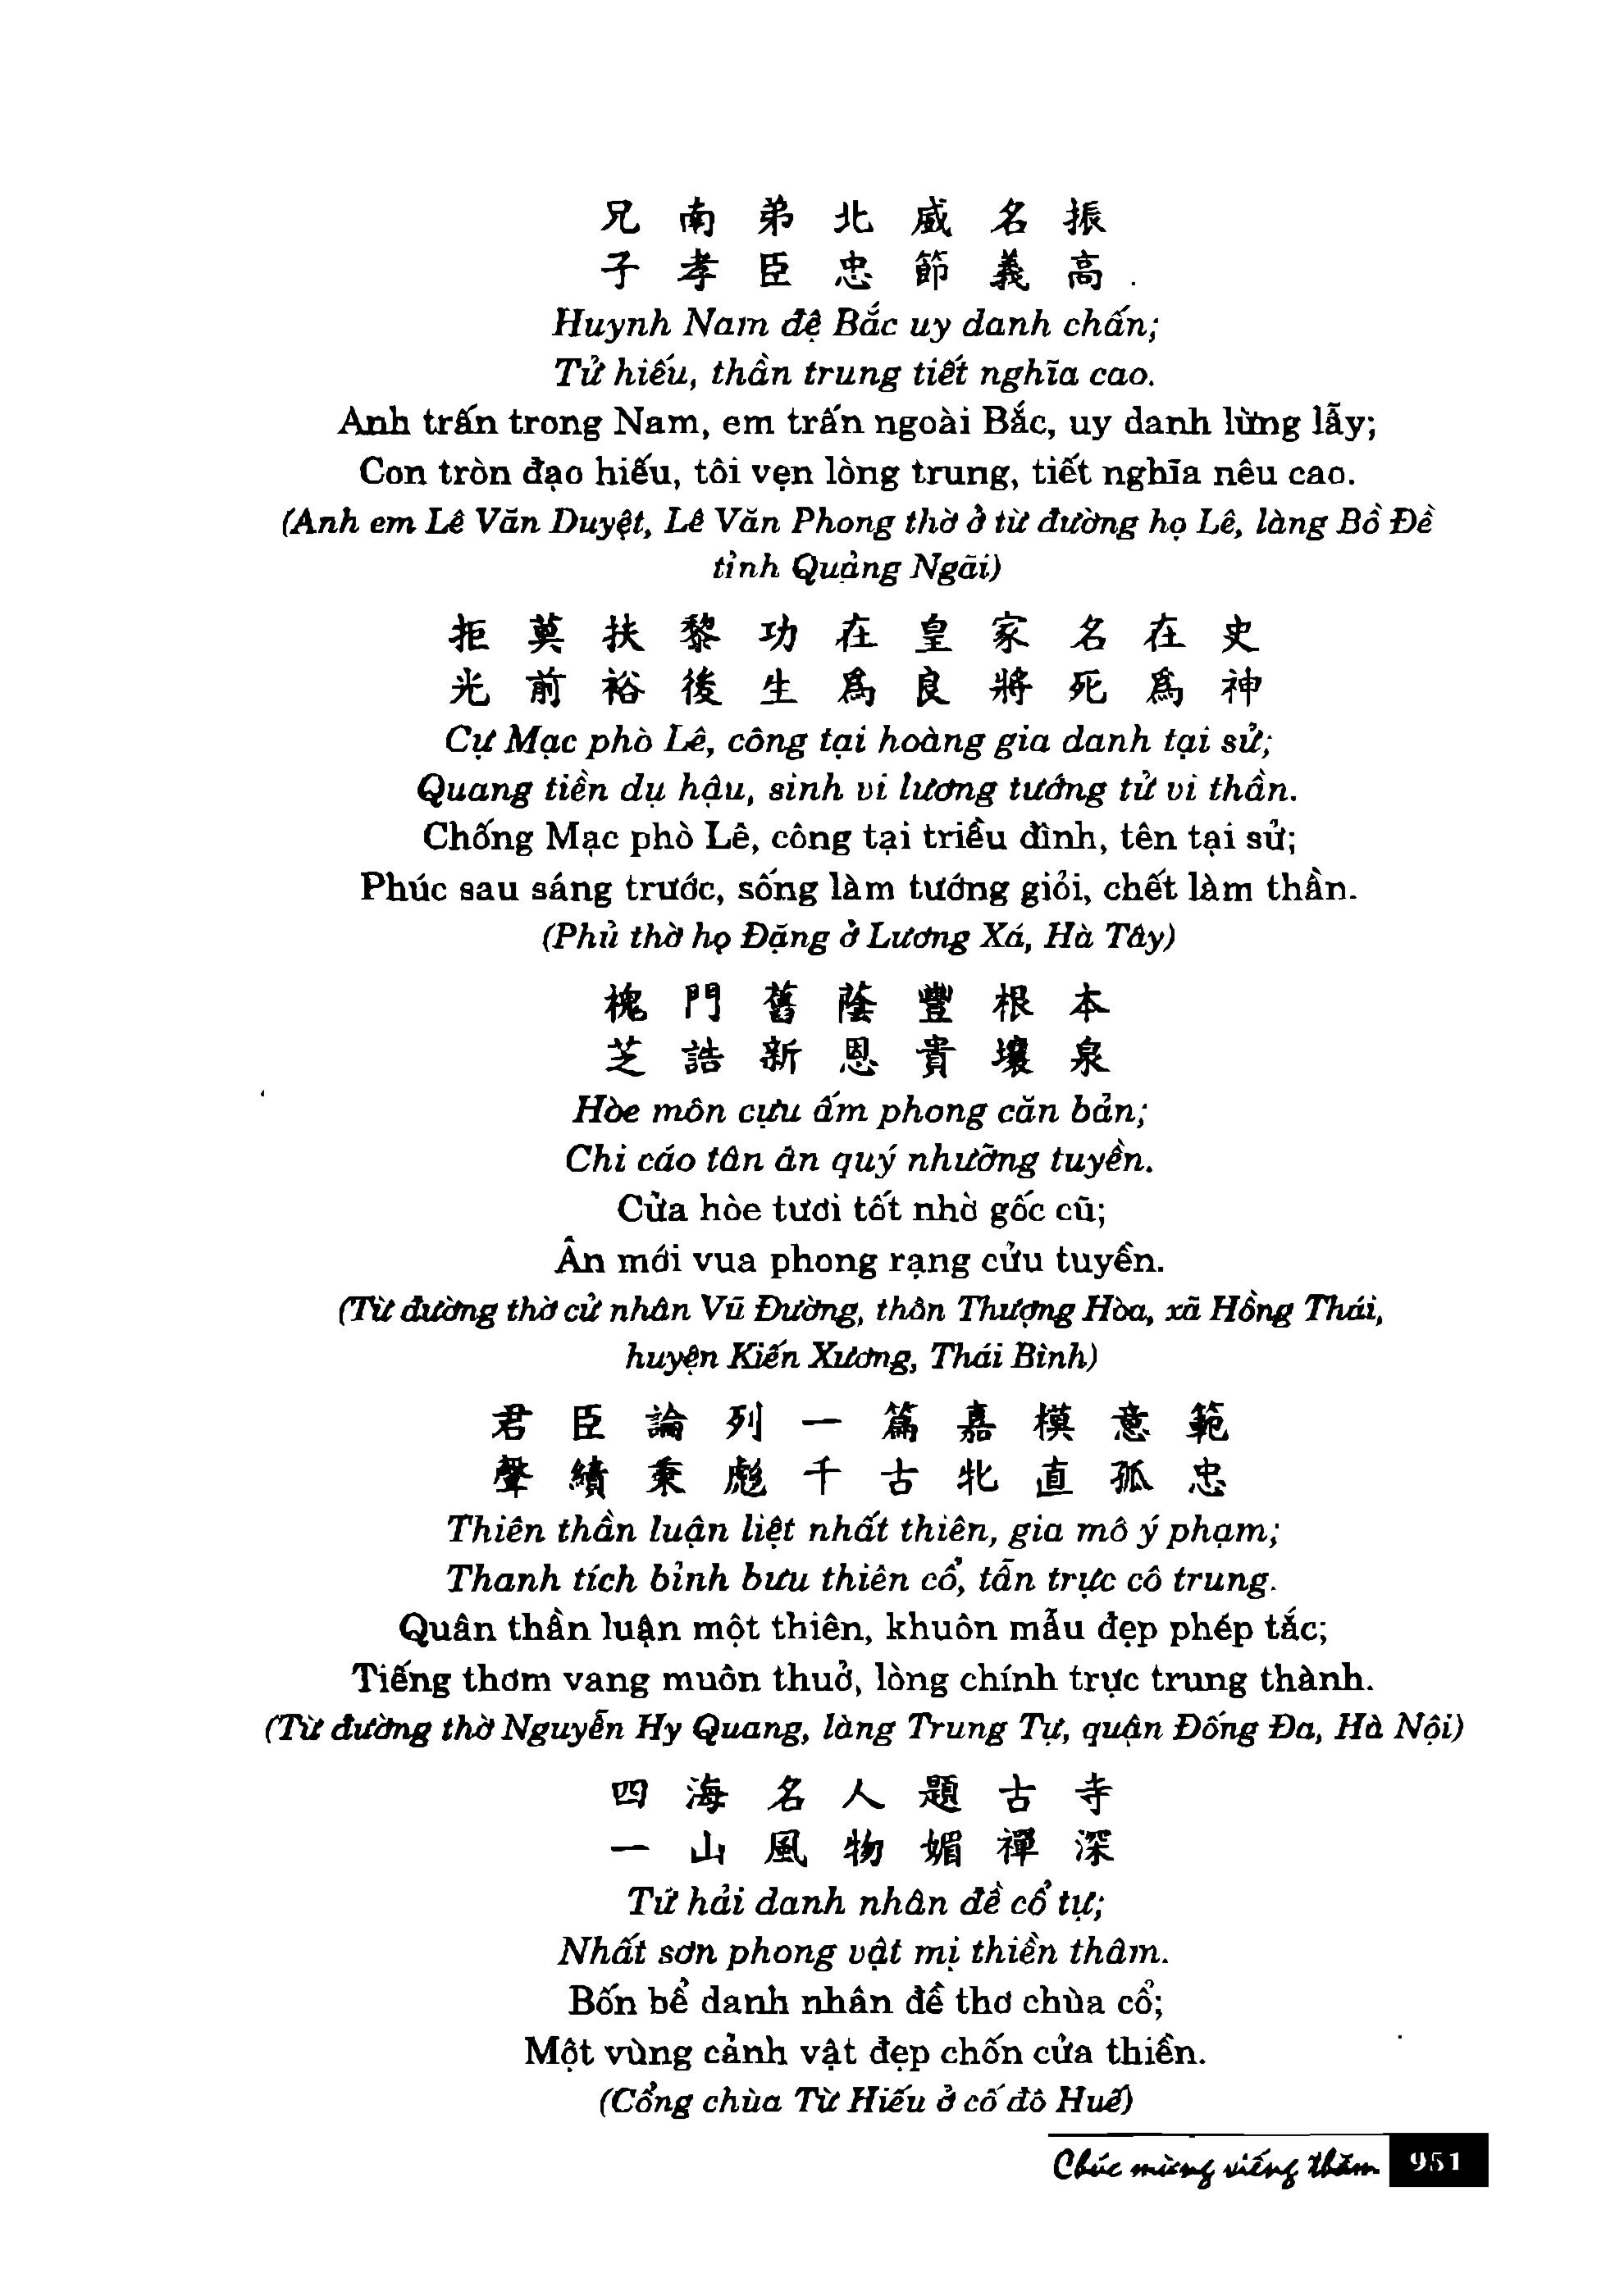 兄南弟北威名振
子孝臣忠節義高
Huynh Nam đệ Bắc uy danh chấn;
Tử hiếu, thần trung tiết nghĩa cao.
Anh trấn trong Nam, em trấn ngoài Bắc, uy danh lừng lẫy;
Con tròn đạo hiếu, tôi vẹn lòng trung, tiết nghĩa nêu cao.
(Anh em Lê Văn Duyệt, Lê Văn Phong thờ ở từ đường họ Lê, làng Bồ Đề
tỉnh Quảng Ngãi)
拒莫扶黎功在皇家名在史
光前裕後生爲良將死爲神
Cự Mạc phò Lê, công tại hoàng gia danh tại sử;
Quang tiền dụ hậu, sinh vi lương tướng tử vi thần.
Chống Mạc phò Lê, công tại triều đình, tên tại sử;
Phúc sau sáng trước, sống làm tướng giỏi, chết làm thần.
(Phủ thờ họ Đặng ở Lương Xá, Hà Tây)
槐門舊蔭豐根本
芝誥新恩貴壤泉
Hòe môn cựu ấm phong căn bản;
Chi cáo tân ân quý nhưỡng tuyền.
Cửa hòe tươi tốt nhờ gốc cũ;
Ân mới vua phong rạng cửu tuyền.
(Từ đường thờ cử nhân Vũ Đường, thôn Thượng Hòa, xã Hồng Thái,
huyện Kiến Xương, Thái Bình)
君臣論列一篇嘉模意範
聲績秉彪千古牝直孤忠
Thiên thần luận liệt nhất thiên, gia mô ý phạm;
Thanh tích bỉnh bưu thiên cổ, tẫn trực cô trung.
Quân thần luận một thiên, khuôn mẫu đẹp phép tắc;
Tiếng thơm vang muôn thuở, lòng chính trực trung thành.
(Từ đường thờ Nguyễn Hy Quang, làng Trung Tự, quận Đống Đa, Hà Nội)
四海名人題古寺
一山風物媚禪深
Tứ hải danh nhân đề cổ tự;
Nhất sơn phong vật mị thiền thâm.
Bốn bể danh nhân đề thơ chùa cổ;
Một vùng cảnh vật đẹp chốn cửa thiền.
(Cổng chùa Từ Hiếu ở cố đô Huế)
Chúc mừng viếng thăm 951